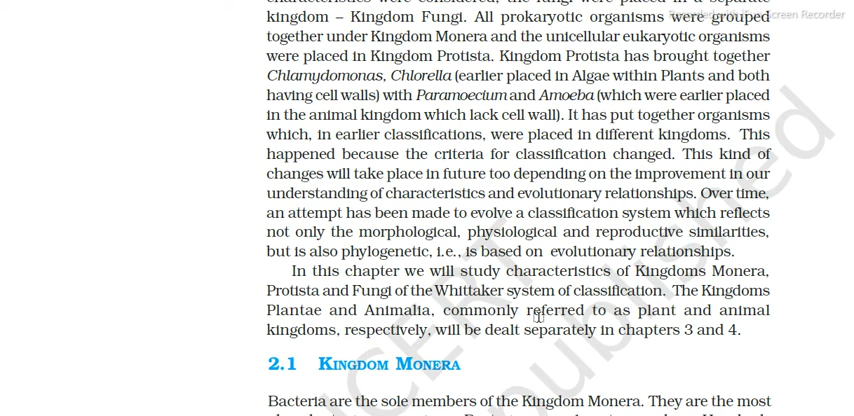 characteristics were considered, the fungi were placed in a separate
kingdom – Kingdom Fungi. All prokaryotic organisms were grouped
together under Kingdom Monera and the unicellular eukaryotic organisms
were placed in Kingdom Protista. Kingdom Protista has brought together
Chlamydomonas, Chlorella (earlier placed in Algae within Plants and both
having cell walls) with Paramoecium and Amoeba (which were earlier placed
in the animal kingdom which lack cell wall). It has put together organisms
which, in earlier classifications, were placed in different kingdoms. This
happened because the criteria for classification changed. This kind of
changes will take place in future too depending on the improvement in our
understanding of characteristics and evolutionary relationships. Over time,
an attempt has been made to evolve a classification system which reflects
not only the morphological, physiological and reproductive similarities,
but is also phylogenetic, i.e., is based on evolutionary relationships.
In this chapter we will study characteristics of Kingdoms Monera,
Protista and Fungi of the Whittaker system of classification. The Kingdoms
Plantae and Animalia, commonly referred to as plant and animal
kingdoms, respectively, will be dealt separately in chapters 3 and 4.
2.1 KINGDOM MONERA
Bacteria are the sole members of the Kingdom Monera. They are the most
Screen Recorder
NCERT
published